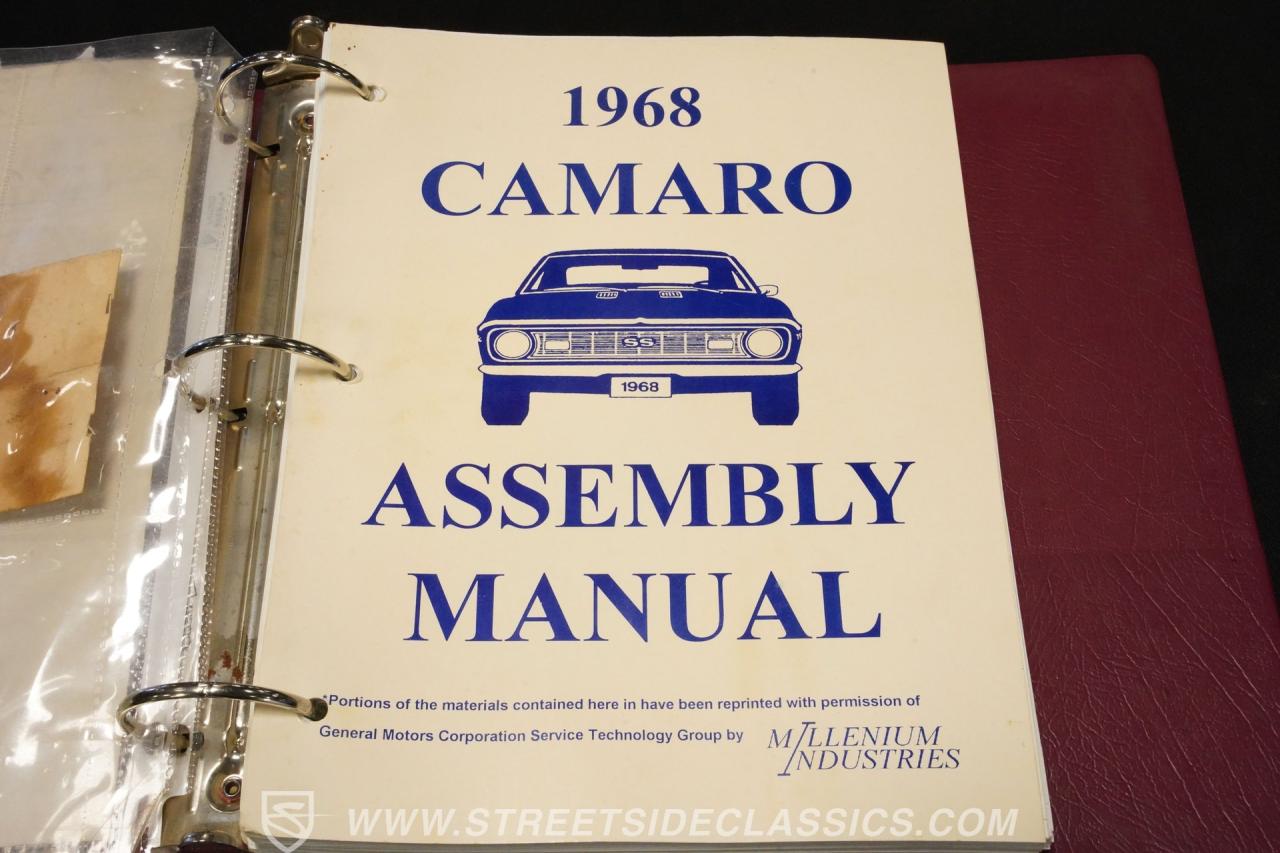 1968
CAMARO
SS
1968
ASSEMBLY
MANUAL
*Portions of the materials contained here in have been reprinted with permission of
General Motors Corporation Service Technology Group by MILLENIUM
INDUSTRIES
WWW.STREETSIDECLASSICS.COM